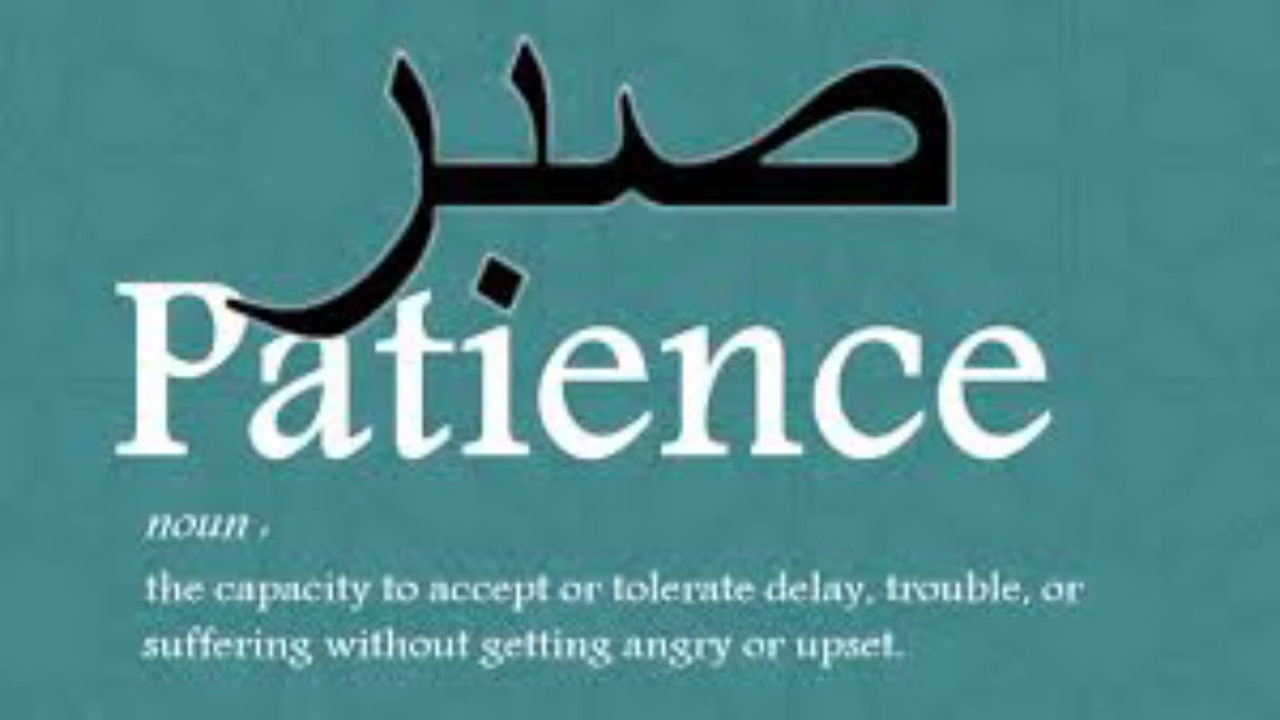 صبر
Patience
noun ,
the capacity to accept or tolerate delay, trouble, or
suffering without getting angry or upset.